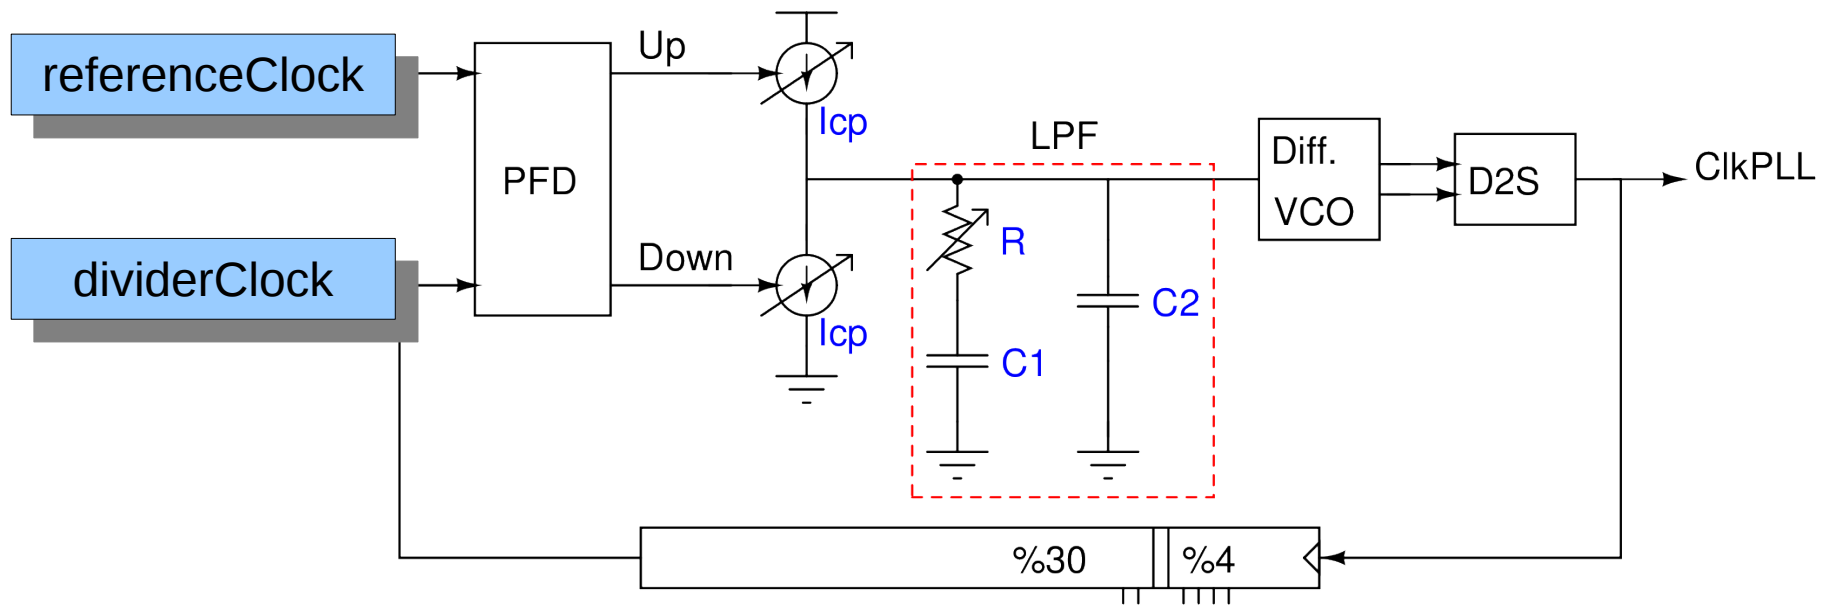 referenceClock
dividerClock
PFD
Up
Down
Icp
Icp
LPF
R
C1
C2
Diff.
VCO
D2S
ClkPLL
%30
%4